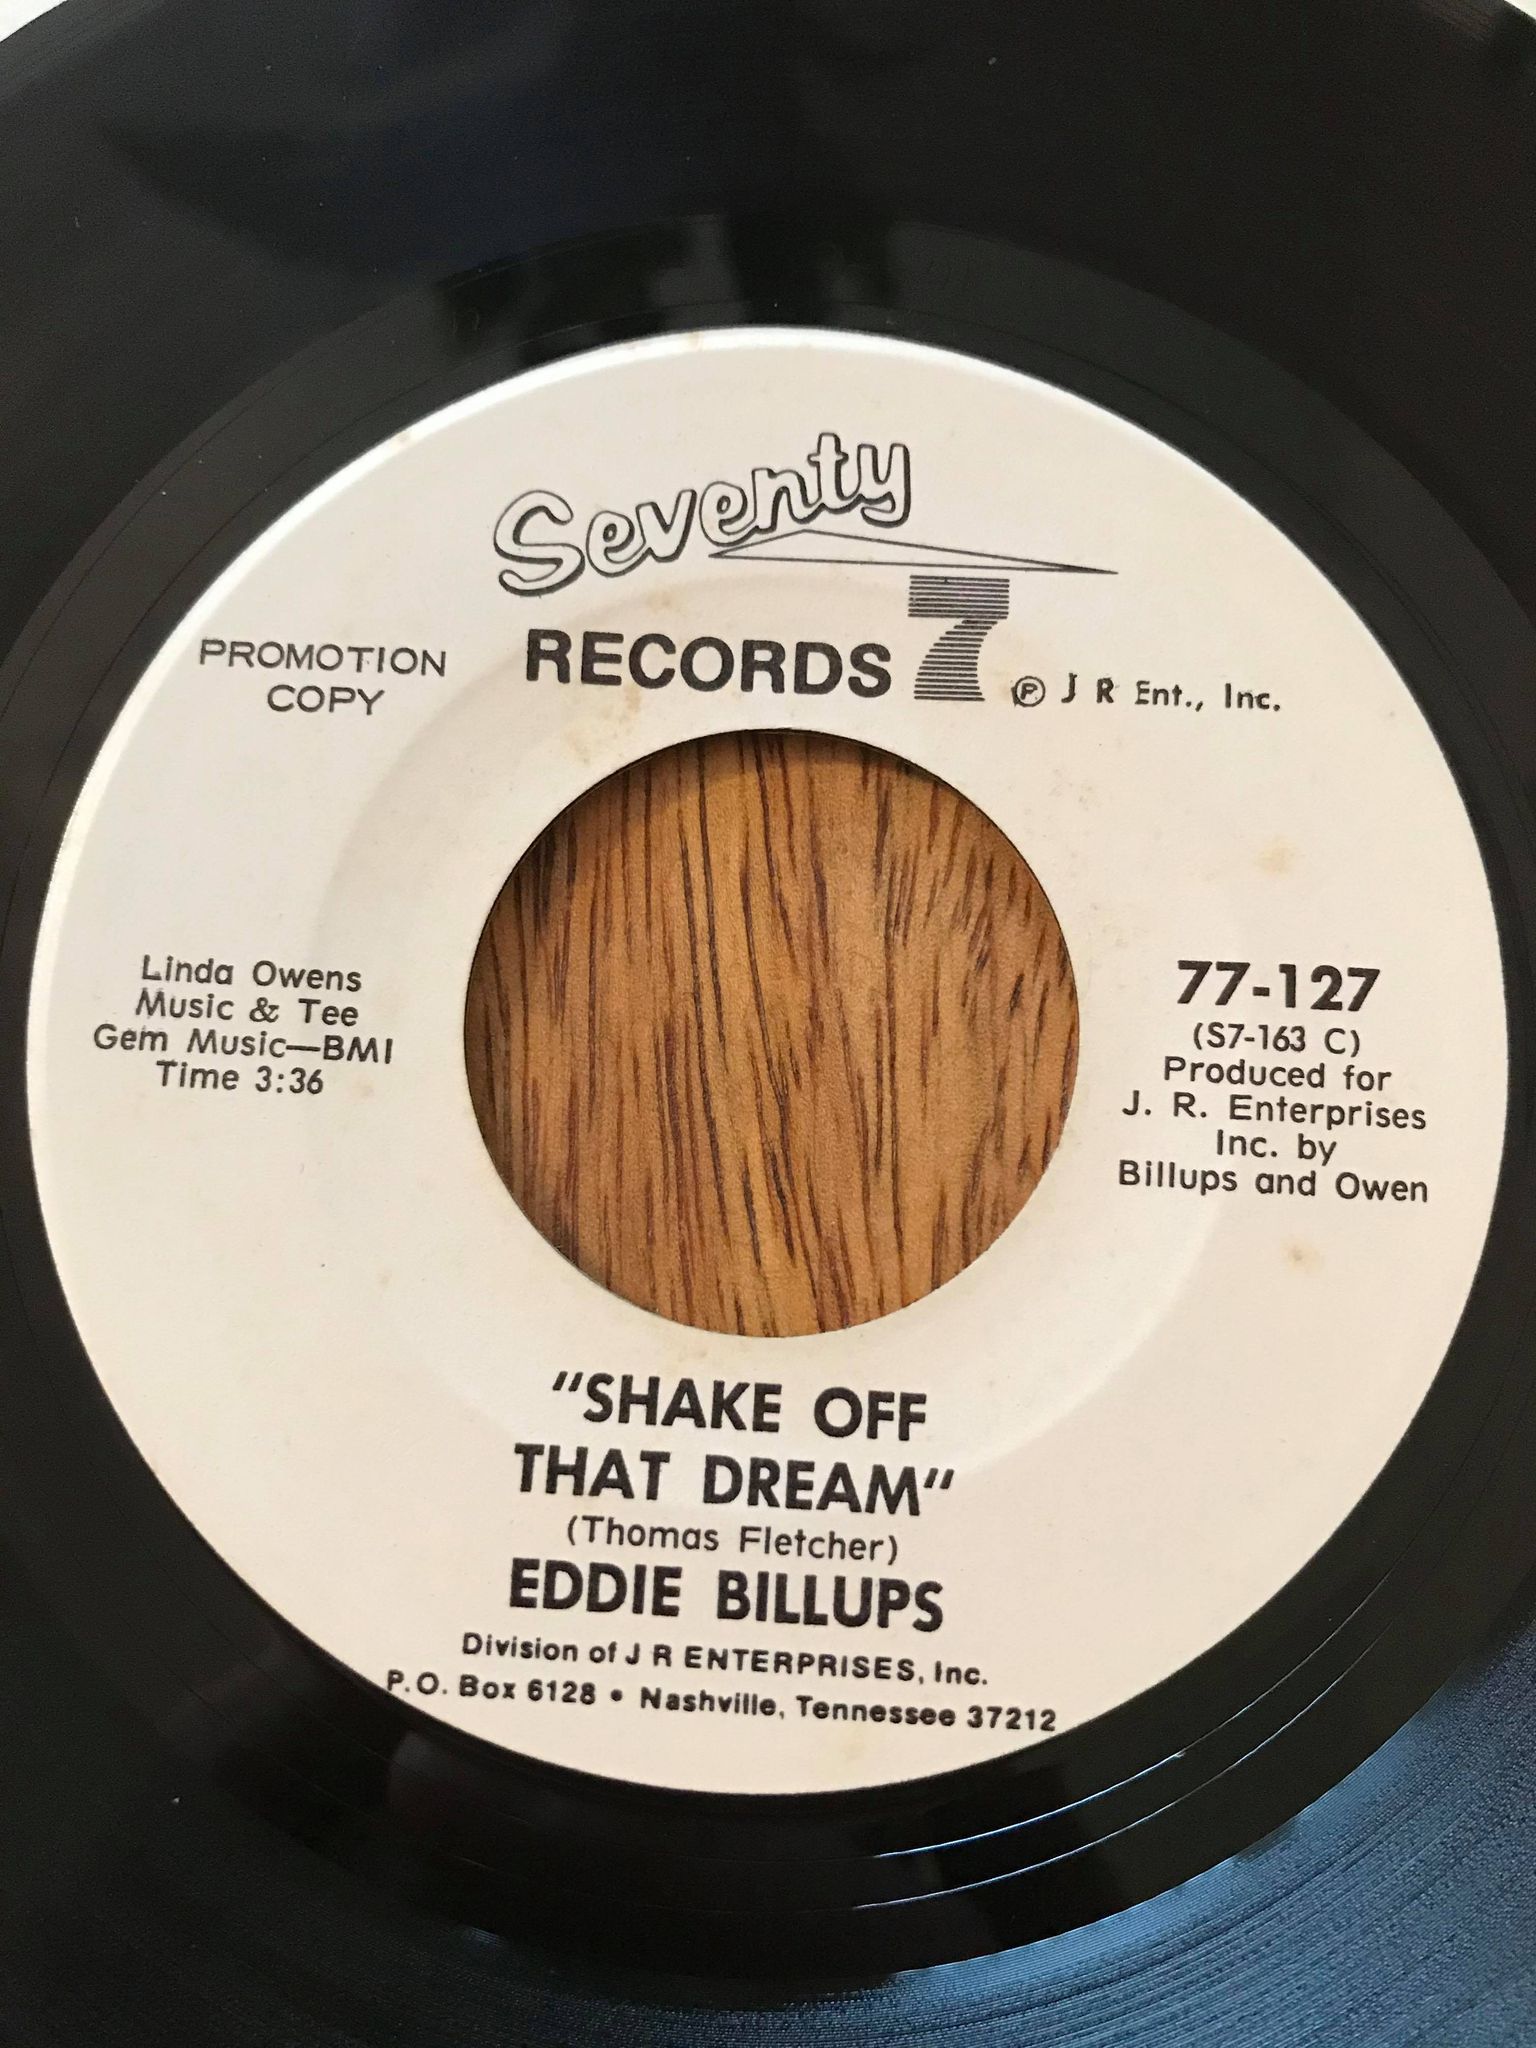 Seventy
7
RECORDS
PROMOTION
COPY
Ⓟ J R Ent., Inc.
Linda Owens
Music & Tee
Gem Music—BMI
Time 3:36
77-127
(S7-163 C)
Produced for
J. R. Enterprises
Inc. by
Billups and Owen
"SHAKE OFF
THAT DREAM"
(Thomas Fletcher)
EDDIE BILLUPS
Division of J R ENTERPRISES, Inc.
P.O. Box 6128 • Nashville, Tennessee 37212